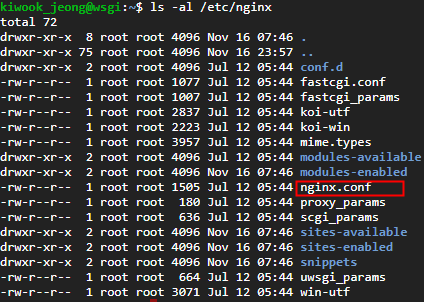 kiwook_jeong@wsgi:~$ ls -al /etc/nginx
total 72
drwxr-xr-x  8 root root 4096 Nov 16 07:46 .
drwxr-xr-x 75 root root 4096 Nov 16 23:57 ..
drwxr-xr-x  2 root root 4096 Jul 12 05:44 conf.d
-rw-r--r--  1 root root 1077 Jul 12 05:44 fastcgi.conf
-rw-r--r--  1 root root 1007 Jul 12 05:44 fastcgi_params
-rw-r--r--  1 root root 2837 Jul 12 05:44 koi-utf
-rw-r--r--  1 root root 2223 Jul 12 05:44 koi-win
-rw-r--r--  1 root root 3957 Jul 12 05:44 mime.types
drwxr-xr-x  2 root root 4096 Jul 12 05:44 modules-available
drwxr-xr-x  2 root root 4096 Nov 16 07:46 modules-enabled
-rw-r--r--  1 root root 1505 Jul 12 05:44 nginx.conf
-rw-r--r--  1 root root  180 Jul 12 05:44 proxy_params
-rw-r--r--  1 root root  636 Jul 12 05:44 scgi_params
drwxr-xr-x  2 root root 4096 Nov 16 07:46 sites-available
drwxr-xr-x  2 root root 4096 Nov 16 07:46 sites-enabled
drwxr-xr-x  2 root root 4096 Nov 16 07:46 snippets
-rw-r--r--  1 root root  664 Jul 12 05:44 uwsgi_params
-rw-r--r--  1 root root 3071 Jul 12 05:44 win-utf